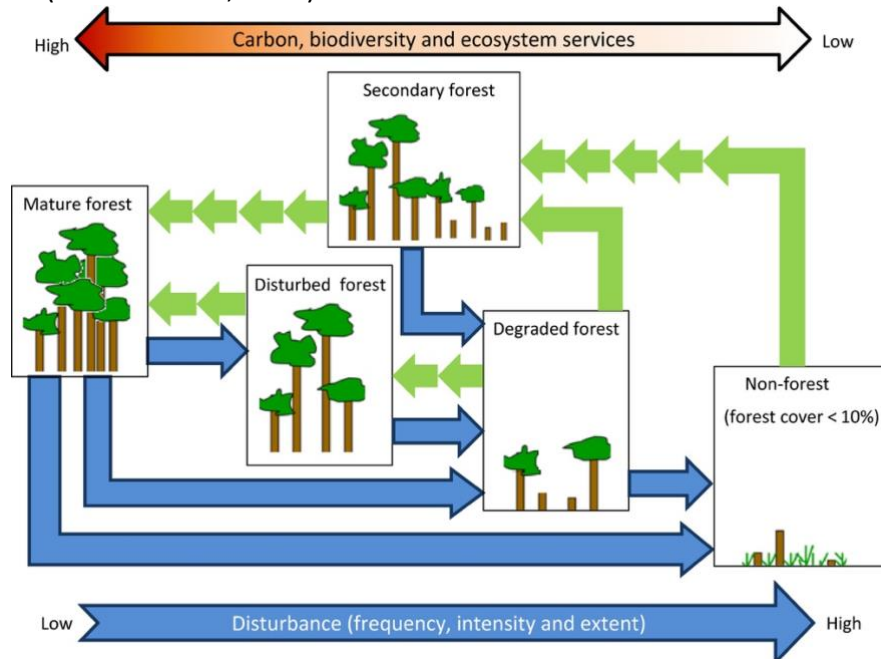 High
Carbon, biodiversity and ecosystem services
Low
Secondary forest
Mature forest
Disturbed forest
Degraded forest
Non-forest
(forest cover < 10%)
Low
Disturbance (frequency, intensity and extent)
High